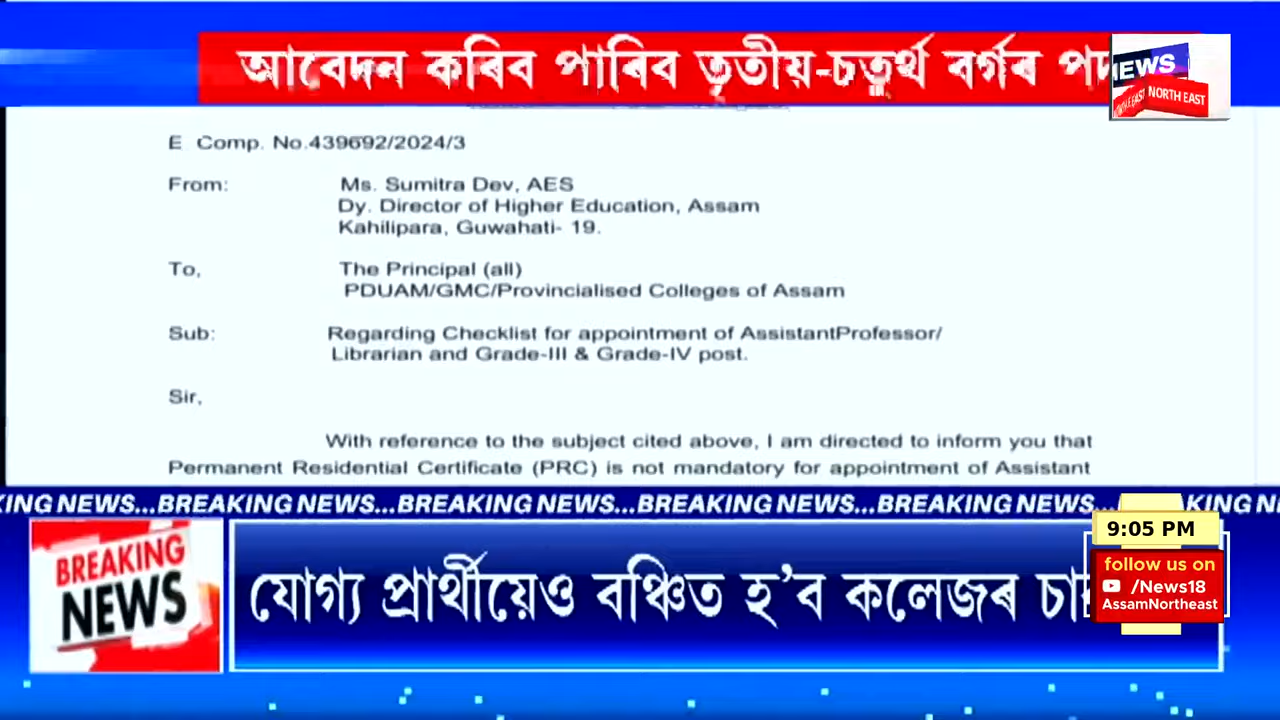 আবেদন কৰিব পাৰিব তৃতীয়-চতুৰ্থ বৰ্গৰ
NEWS
NORTH EAST
E Comp. No.439692/2024/3
From: Ms. Sumitra Dev, AES
Dy. Director of Higher Education, Assam
Kahilipara, Guwahati- 19.
To, The Principal (all)
PDUAM/GMC/Provincialised Colleges of Assam
Sub: Regarding Checklist for appointment of AssistantProfessor/
Librarian and Grade-III & Grade-IV post.
Sir,
With reference to the subject cited above, I am directed to inform you that
Permanent Residential Certificate (PRC) is not mandatory for appointment of Assistant
KING NEWS...BREAKING NEWS...BREAKING NEWS...BREAKING NEWS...BREAKING NEWS... KING N
BREAKING
NEWS
যোগ্য প্ৰাৰ্থীয়েও বঞ্চিত হ’ব কলেজৰ
9:05 PM
follow us on
/News18
AssamNortheast